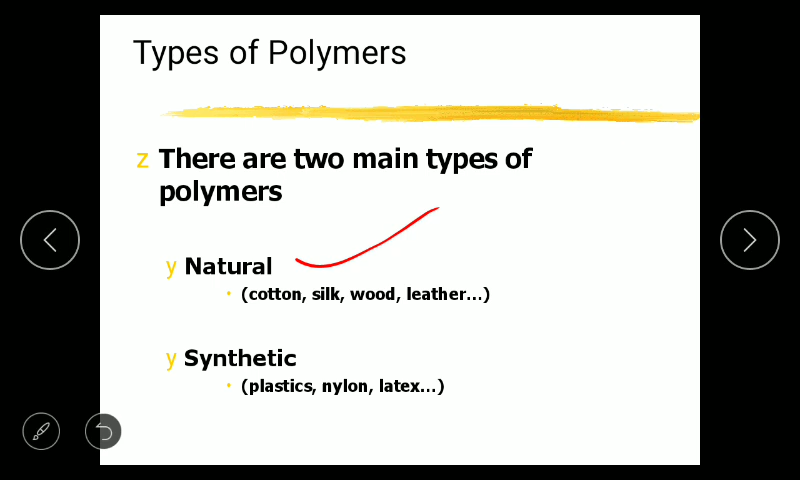 Types of Polymers
z There are two main types of
polymers
y Natural
• (cotton, silk, wood, leather...)
y Synthetic
• (plastics, nylon, latex...)